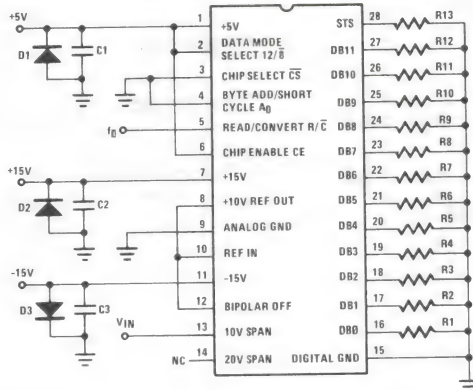 +5V
D1
C1
fD
+15V
D2
C2
-15V
D3
C3
VIN
NC
1 +5V
2 DATA MODE SELECT 12/8
3 CHIP SELECT CS
4 BYTE ADD/SHORT CYCLE A0
5 READ/CONVERT R/C
6 CHIP ENABLE CE
7 +15V
8 +10V REF OUT
9 ANALOG GND
10 REF IN
11 -15V
12 BIPOLAR OFF
13 10V SPAN
14 20V SPAN
STS 28 R13
DB11 27 R12
DB10 26 R11
DB9 25 R10
DB8 24 R9
DB7 23 R8
DB6 22 R7
DB5 21 R6
DB4 20 R5
DB3 19 R4
DB2 18 R3
DB1 17 R2
DB0 16 R1
DIGITAL GND 15